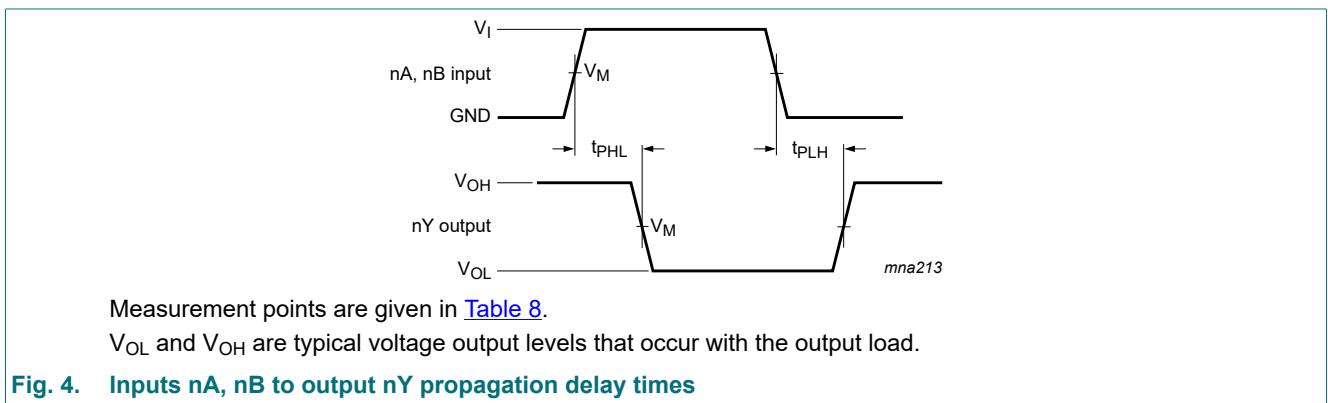 V_I
nA, nB input
V_M
GND
t_PHL
t_PLH
V_OH
nY output
V_M
V_OL
mna213
Measurement points are given in Table 8.
V_OL and V_OH are typical voltage output levels that occur with the output load.
Fig. 4. Inputs nA, nB to output nY propagation delay times